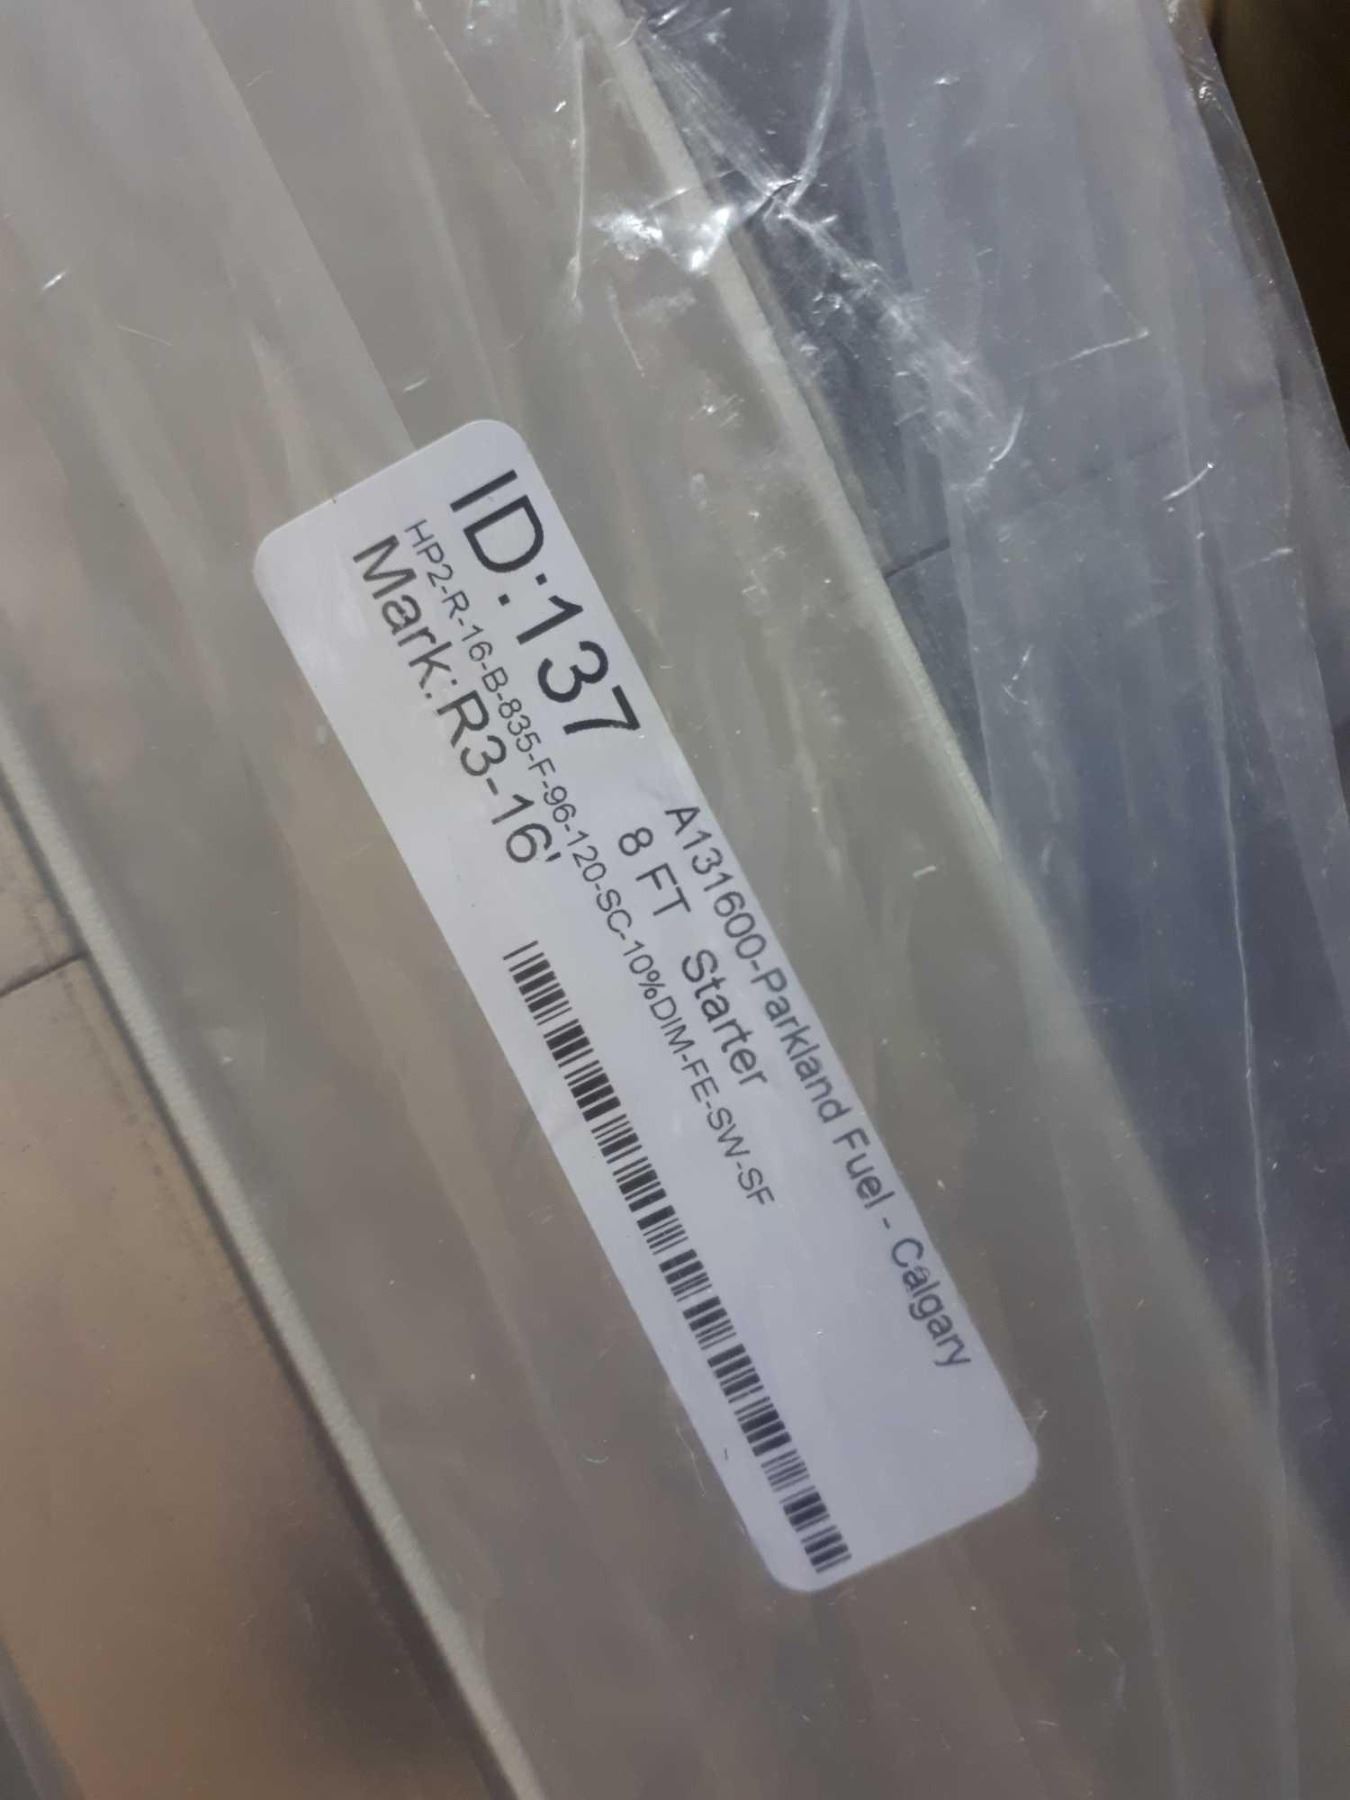 A131600-Parkland Fuel - Calgary
ID:137
8 FT Starter
HP2-R-16-B-835-F-96-120-SC-10%DIM-FE-SW-SF
Mark:R3-16'